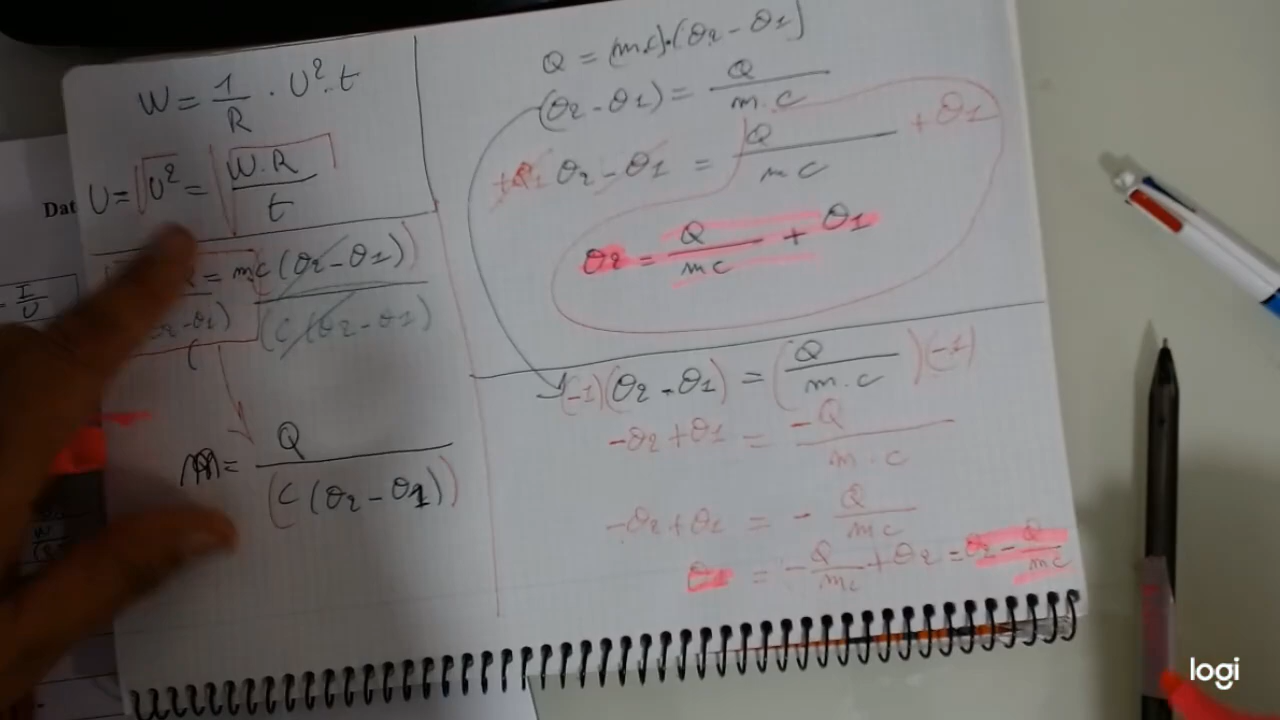 W = 1/R · U² · t
U = √U² = √(W.R/t)
= mc (θ2 - θ1))
θ2 - θ1) (c (θ2 - θ1)
m = Q/(c (θ2 - θ1))
Q = (m.c).(θ2 - θ1)
(θ2 - θ1) = Q/m.c
+θ1 θ2 - θ1 = Q/mc + θ1
θ2 = Q/mc + θ1
(-1)(θ2 - θ1) = (Q/m.c)(-1)
-θ2 + θ1 = -Q/m.c
-θ2 + θ1 = - Q/mc
θ1 = -Q/mc + θ2 = θ2 - Q/mc
Dat
= I/U
logi